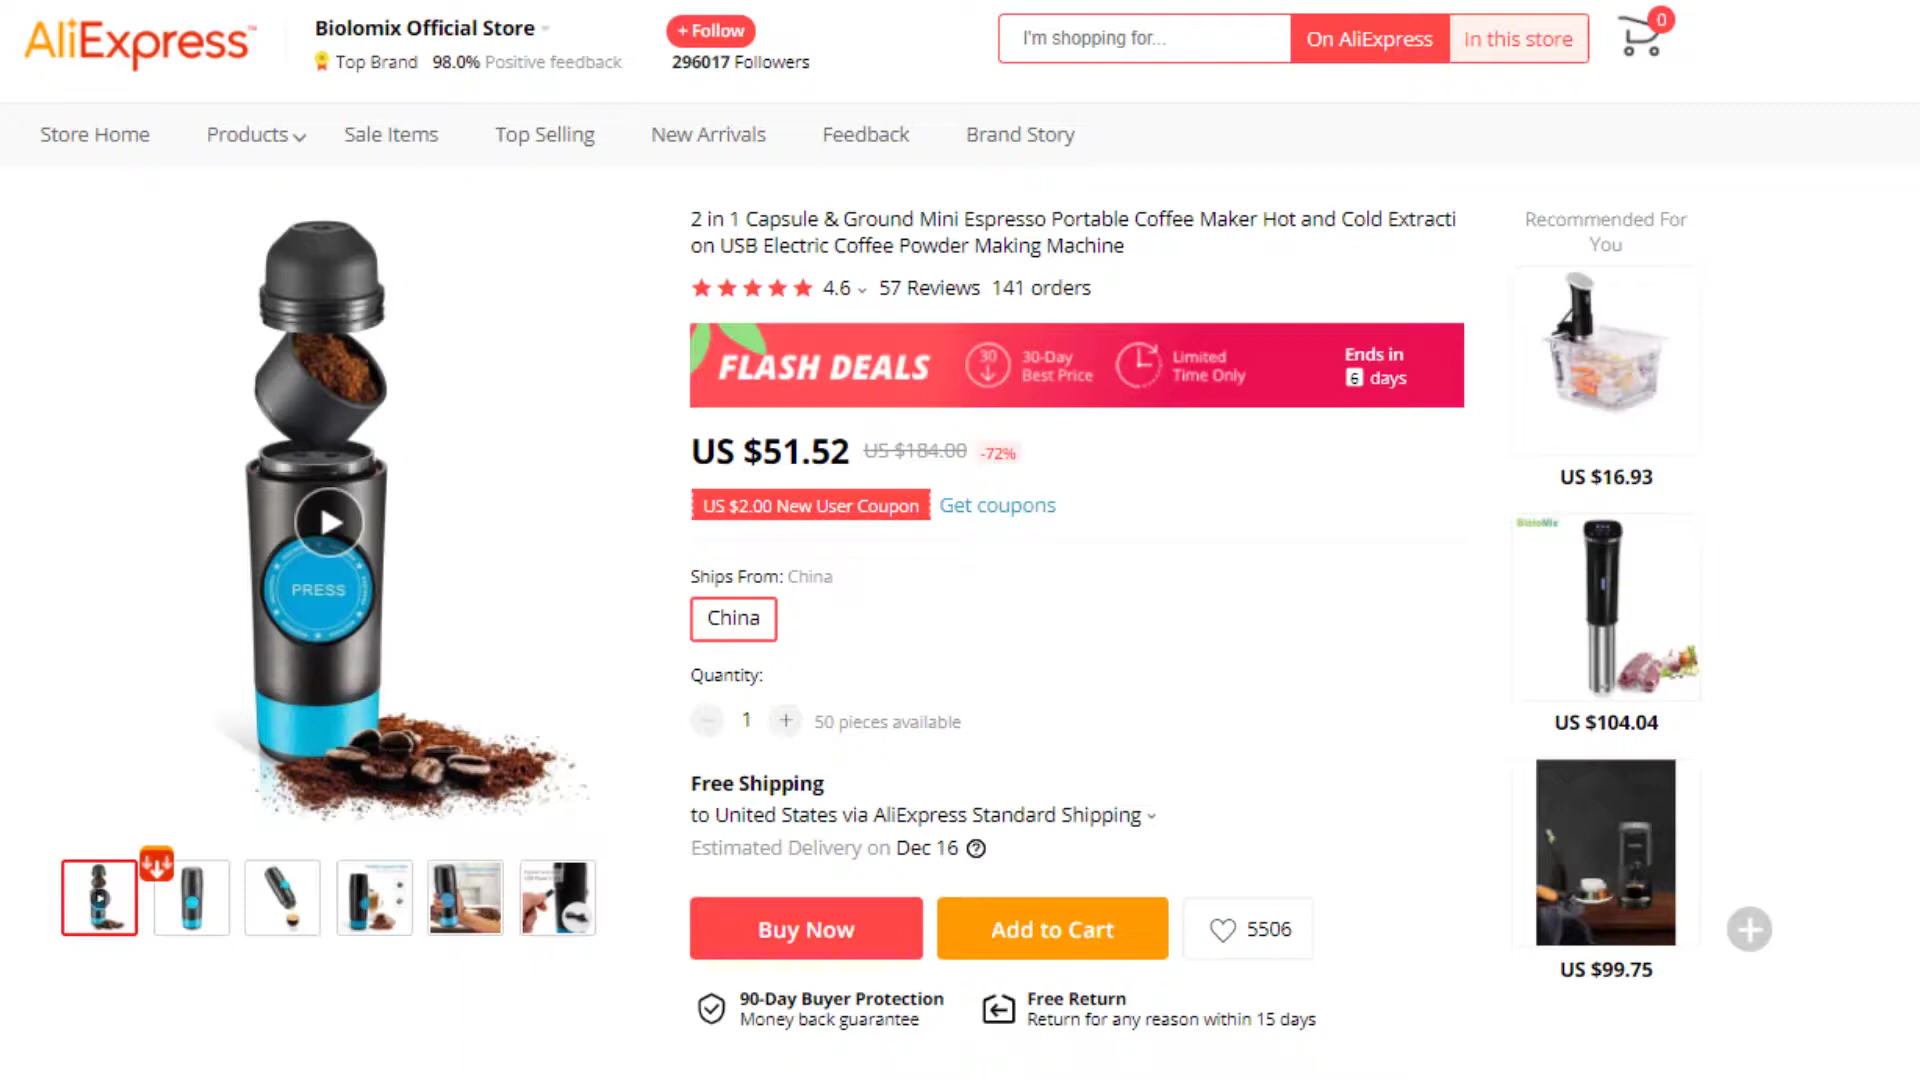 AliExpress™
Biolomix Official Store
Top Brand 98.0% Positive feedback
+ Follow
296017 Followers
I'm shopping for...
On AliExpress
In this store
0
Store Home
Products
Sale Items
Top Selling
New Arrivals
Feedback
Brand Story
PRESS
2 in 1 Capsule & Ground Mini Espresso Portable Coffee Maker Hot and Cold Extracti
on USB Electric Coffee Powder Making Machine
4.6 57 Reviews 141 orders
FLASH DEALS
30
30-Day
Best Price
Limited
Time Only
Ends in
6 days
US $51.52 US $184.00 -72%
US $2.00 New User Coupon Get coupons
Ships From: China
China
Quantity:
1 + 50 pieces available
Free Shipping
to United States via AliExpress Standard Shipping
Estimated Delivery on Dec 16
Buy Now
Add to Cart
5506
90-Day Buyer Protection
Money back guarantee
Free Return
Return for any reason within 15 days
Recommended For
You
US $16.93
BioloMix
US $104.04
US $99.75